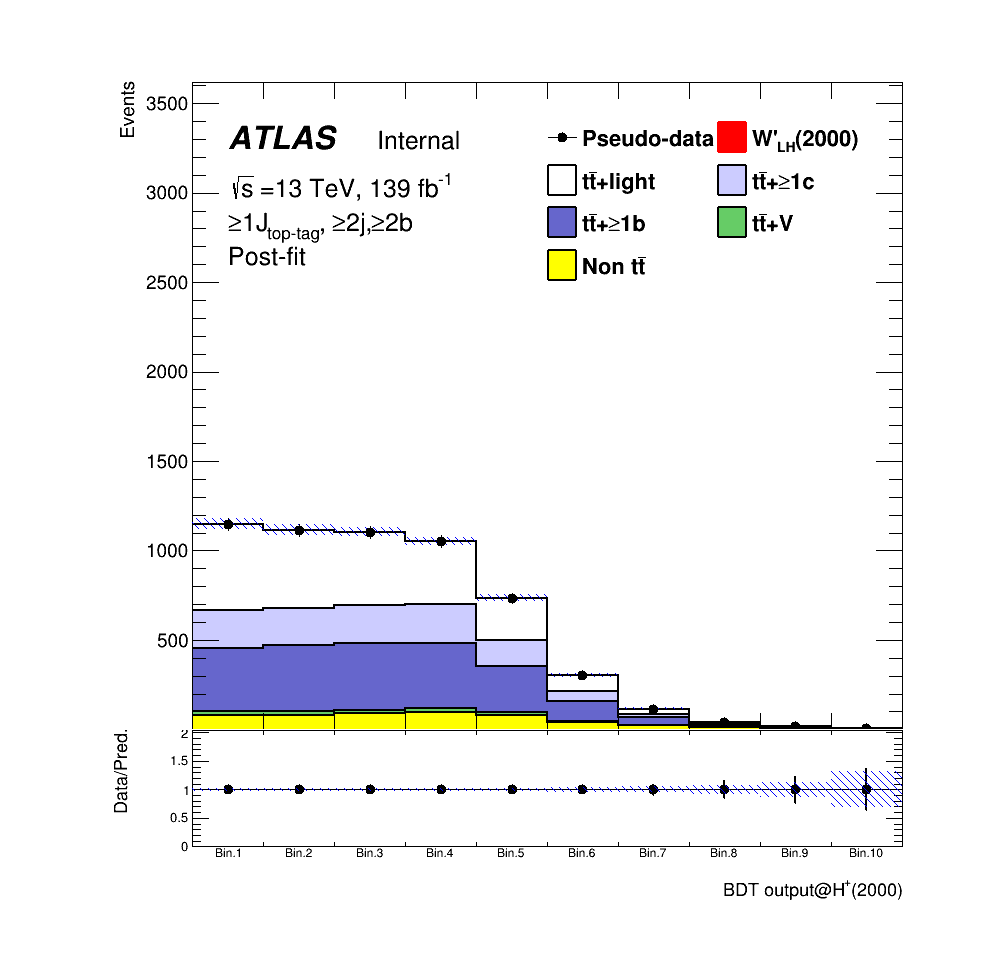 Events
3500
3000
2500
2000
1500
1000
500
ATLAS Internal
√s =13 TeV, 139 fb⁻¹
≥1J_top-tag, ≥2j,≥2b
Post-fit
Pseudo-data W'_LH(2000)
tt̄+light tt̄+≥1c
tt̄+≥1b tt̄+V
Non tt̄
Data/Pred.
2
1.5
1
0.5
0
Bin.1 Bin.2 Bin.3 Bin.4 Bin.5 Bin.6 Bin.7 Bin.8 Bin.9 Bin.10
BDT output@H⁺(2000)